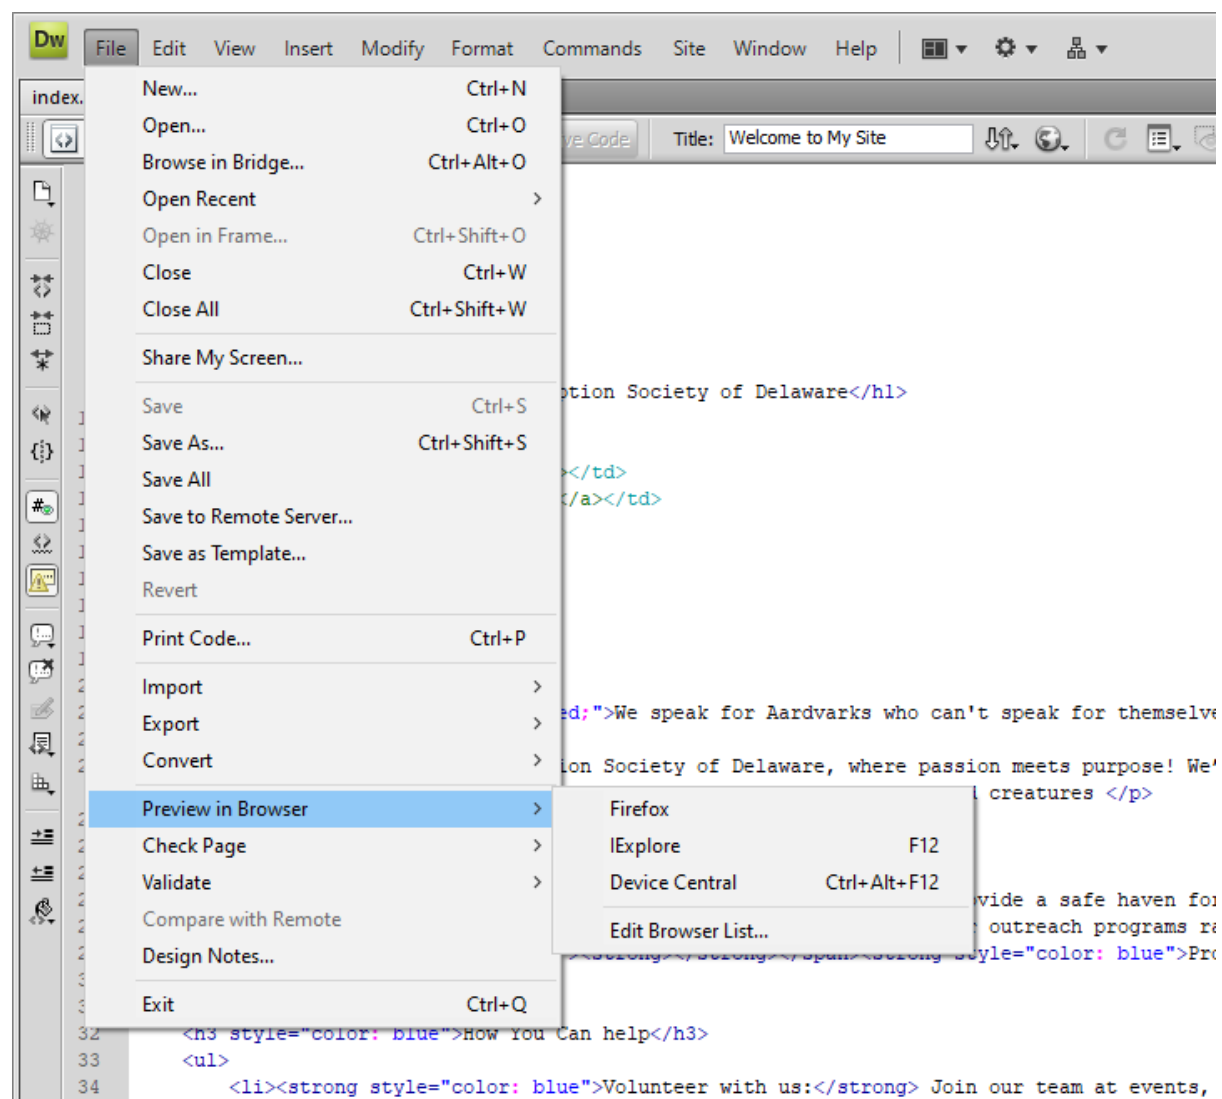 Dw File Edit View Insert Modify Format Commands Site Window Help
index.
Title: Welcome to My Site
Code
New... Ctrl+N
Open... Ctrl+O
Browse in Bridge... Ctrl+Alt+O
Open Recent
Open in Frame... Ctrl+Shift+O
Close Ctrl+W
Close All Ctrl+Shift+W
Share My Screen...
Save Ctrl+S
Save As... Ctrl+Shift+S
Save All
Save to Remote Server...
Save as Template...
Revert
Print Code... Ctrl+P
Import
Export
Convert
Preview in Browser
Check Page
Validate
Compare with Remote
Design Notes...
Exit Ctrl+Q
Firefox
IExplore F12
Device Central Ctrl+Alt+F12
Edit Browser List...
Society of Delaware</h1>
></td>
</a></td>
ed;">We speak for Aardvarks who can't speak for themselve
ion Society of Delaware, where passion meets purpose! We'
creatures </p>
vide a safe haven for
outreach programs ra
><strong></strong></span><strong style="color: blue">Pro
32 <h3 style="color: blue">How You Can help</h3>
33 <ul>
34 <li><strong style="color: blue">Volunteer with us:</strong> Join our team at events,